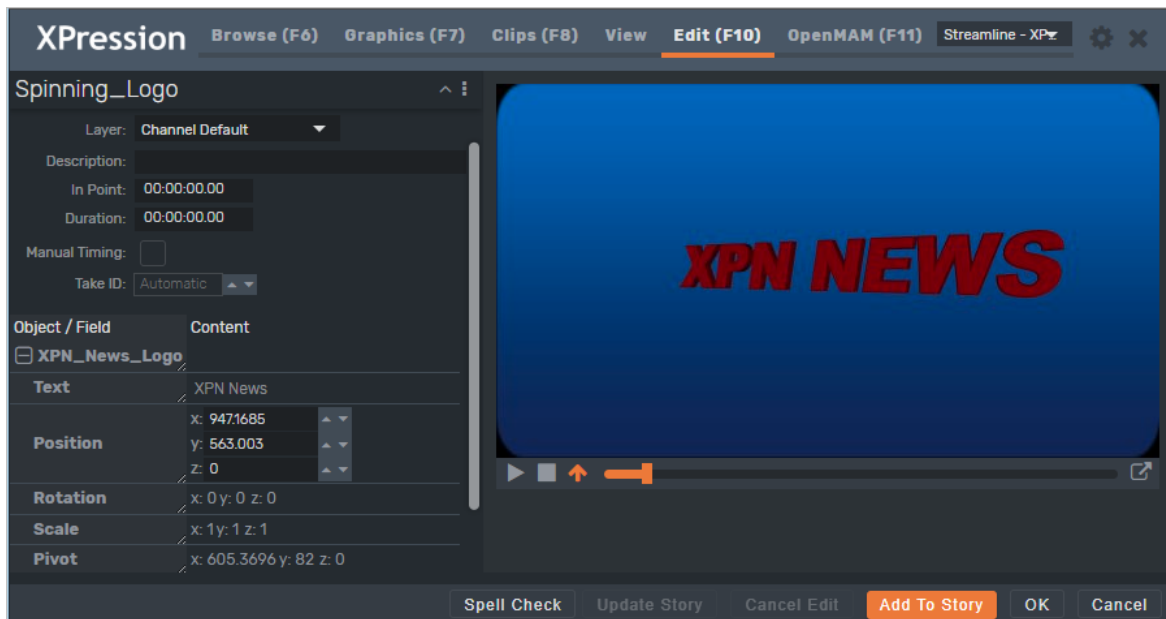 XPression Browse (F6) Graphics (F7) Clips (F8) View Edit (F10) OpenMAM (F11) Streamline - XP
Spinning_Logo
Layer: Channel Default
Description:
In Point: 00:00:00.00
Duration: 00:00:00.00
Manual Timing:
Take ID: Automatic
Object / Field Content
XPN_News_Logo
Text XPN News
Position x: 947.1685
y: 563.003
z: 0
Rotation x: 0 y: 0 z: 0
Scale x: 1 y: 1 z: 1
Pivot x: 605.3696 y: 82 z: 0
XPN NEWS
Spell Check Update Story Cancel Edit Add To Story OK Cancel